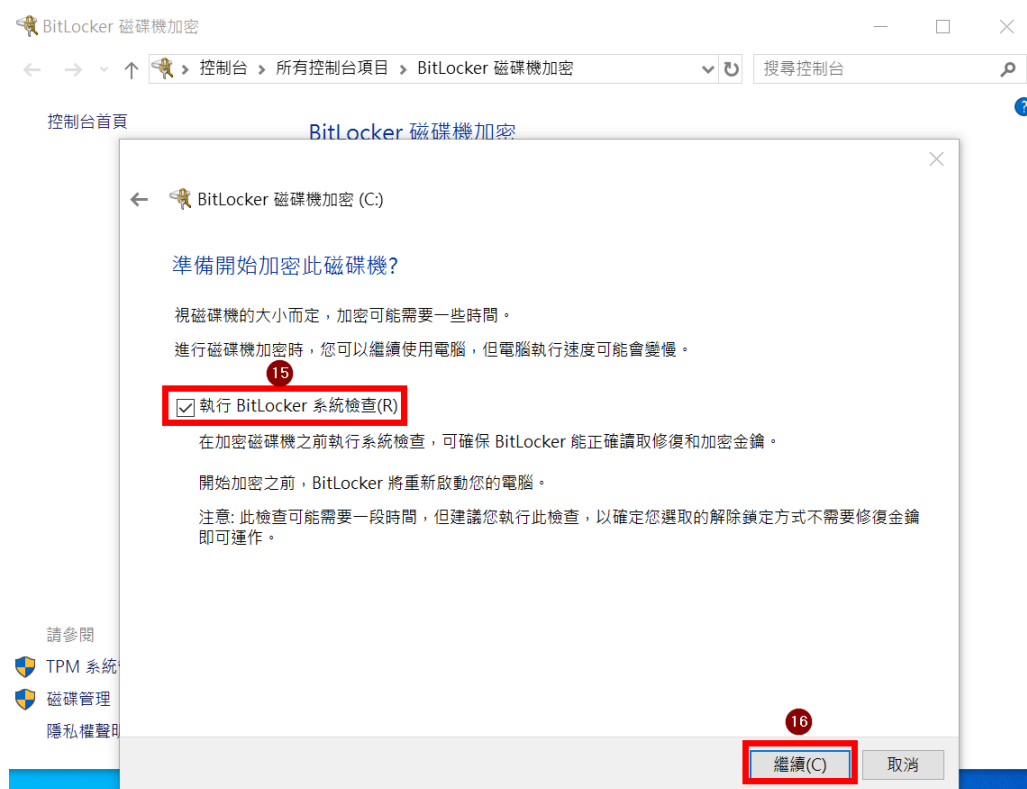 BitLocker 磁碟機加密
控制台 › 所有控制台項目 › BitLocker 磁碟機加密
搜尋控制台
控制台首頁
BitLocker 磁碟機加密
BitLocker 磁碟機加密 (C:)
準備開始加密此磁碟機?
視磁碟機的大小而定，加密可能需要一些時間。
進行磁碟機加密時，您可以繼續使用電腦，但電腦執行速度可能會變慢。
15
執行 BitLocker 系統檢查(R)
在加密磁碟機之前執行系統檢查，可確保 BitLocker 能正確讀取修復和加密金鑰。
開始加密之前，BitLocker 將重新啟動您的電腦。
注意: 此檢查可能需要一段時間，但建議您執行此檢查，以確定您選取的解除鎖定方式不需要修復金鑰
即可運作。
請參閱
TPM 系統
磁碟管理
隱私權聲明
16
繼續(C)
取消